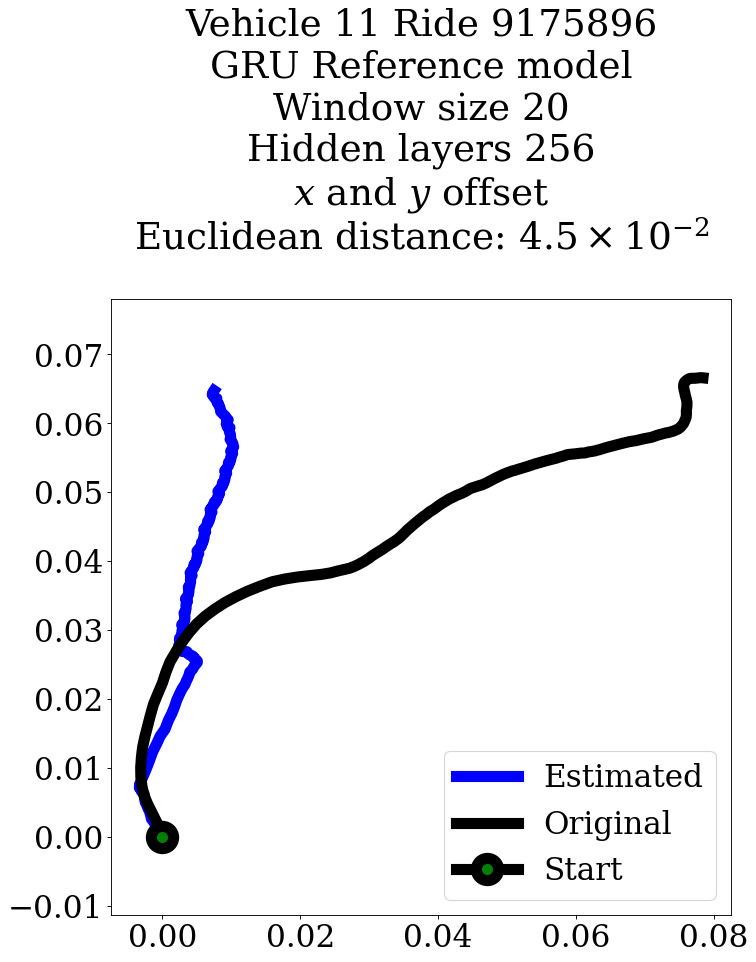 Vehicle 11 Ride 9175896
GRU Reference model
Window size 20
Hidden layers 256
x and y offset
Euclidean distance: 4.5 × 10⁻²
0.07
0.06
0.05
0.04
0.03
0.02
0.01
0.00
−0.01
Estimated
Original
Start
0.00 0.02 0.04 0.06 0.08